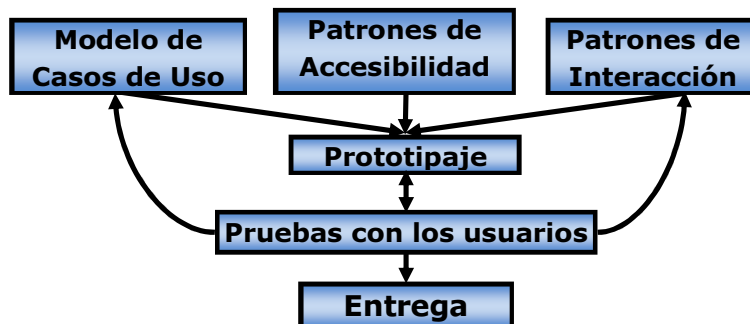 Modelo de
Casos de Uso
Patrones de
Accesibilidad
Patrones de
Interacción
Prototipaje
Pruebas con los usuarios
Entrega